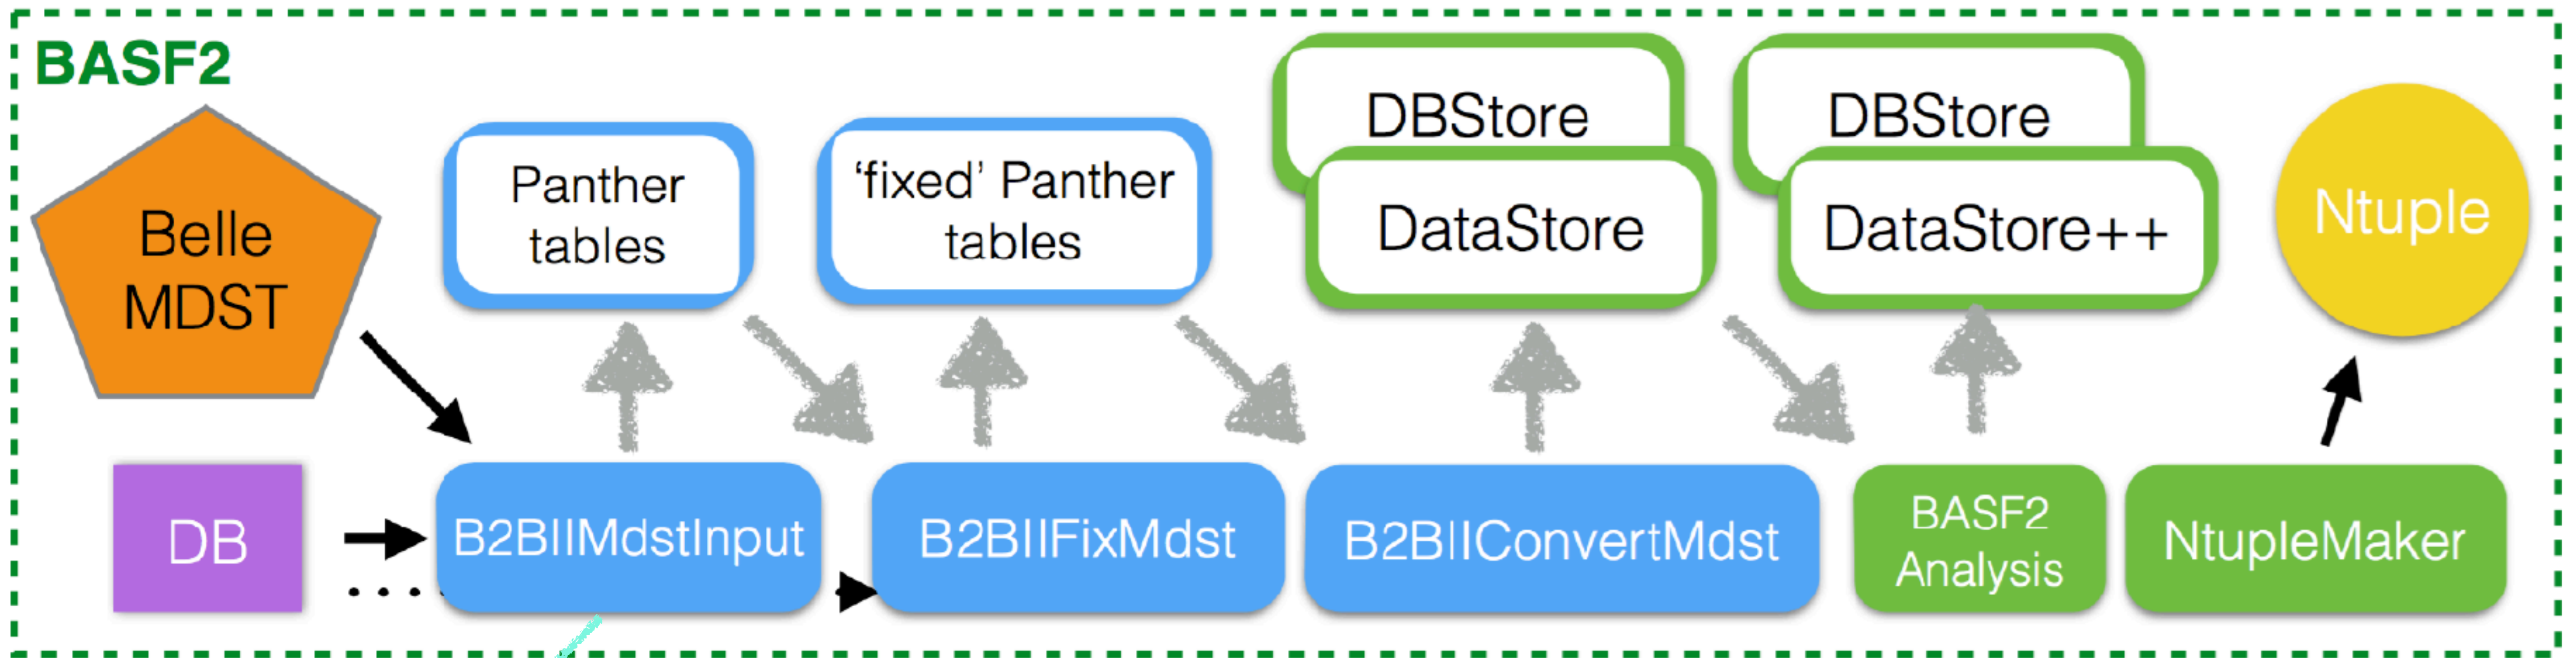 BASF2
Belle
MDST
Panther
tables
‘fixed’ Panther
tables
DBStore
DataStore
DBStore
DataStore++
Ntuple
DB
B2BIIMdstInput
B2BIIFixMdst
B2BIIConvertMdst
BASF2
Analysis
NtupleMaker